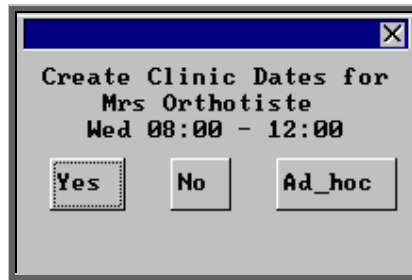 Create Clinic Dates for
Mrs Orthotiste
Wed 08:00 - 12:00
Yes No Ad_hoc